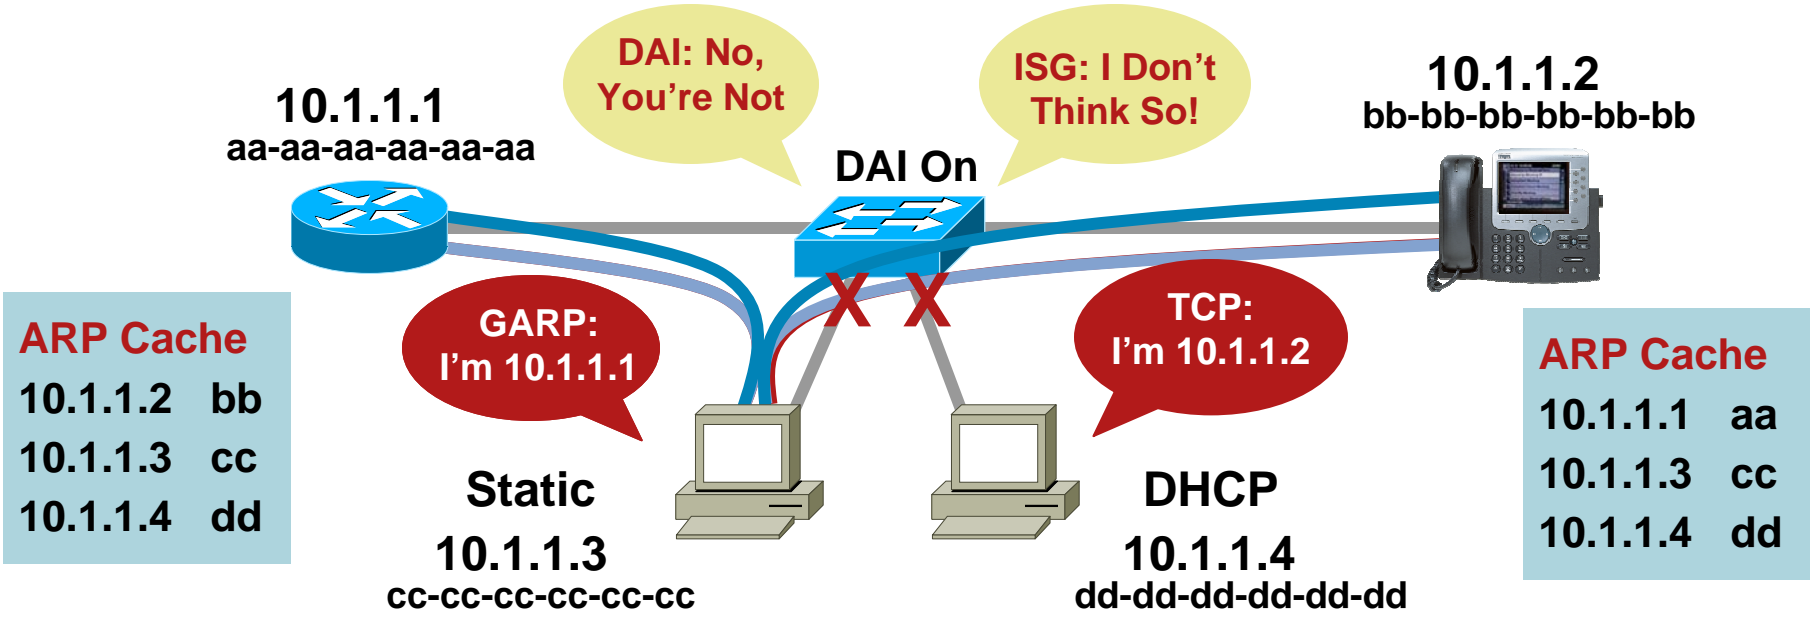 DAI: No,
You're Not
ISG: I Don't
Think So!
10.1.1.1
aa-aa-aa-aa-aa-aa
DAI On
10.1.1.2
bb-bb-bb-bb-bb-bb
GARP:
I'm 10.1.1.1
X X
TCP:
I'm 10.1.1.2
ARP Cache
10.1.1.2 bb
10.1.1.3 cc
10.1.1.4 dd
Static
10.1.1.3
cc-cc-cc-cc-cc-cc
DHCP
10.1.1.4
dd-dd-dd-dd-dd-dd
ARP Cache
10.1.1.1 aa
10.1.1.3 cc
10.1.1.4 dd